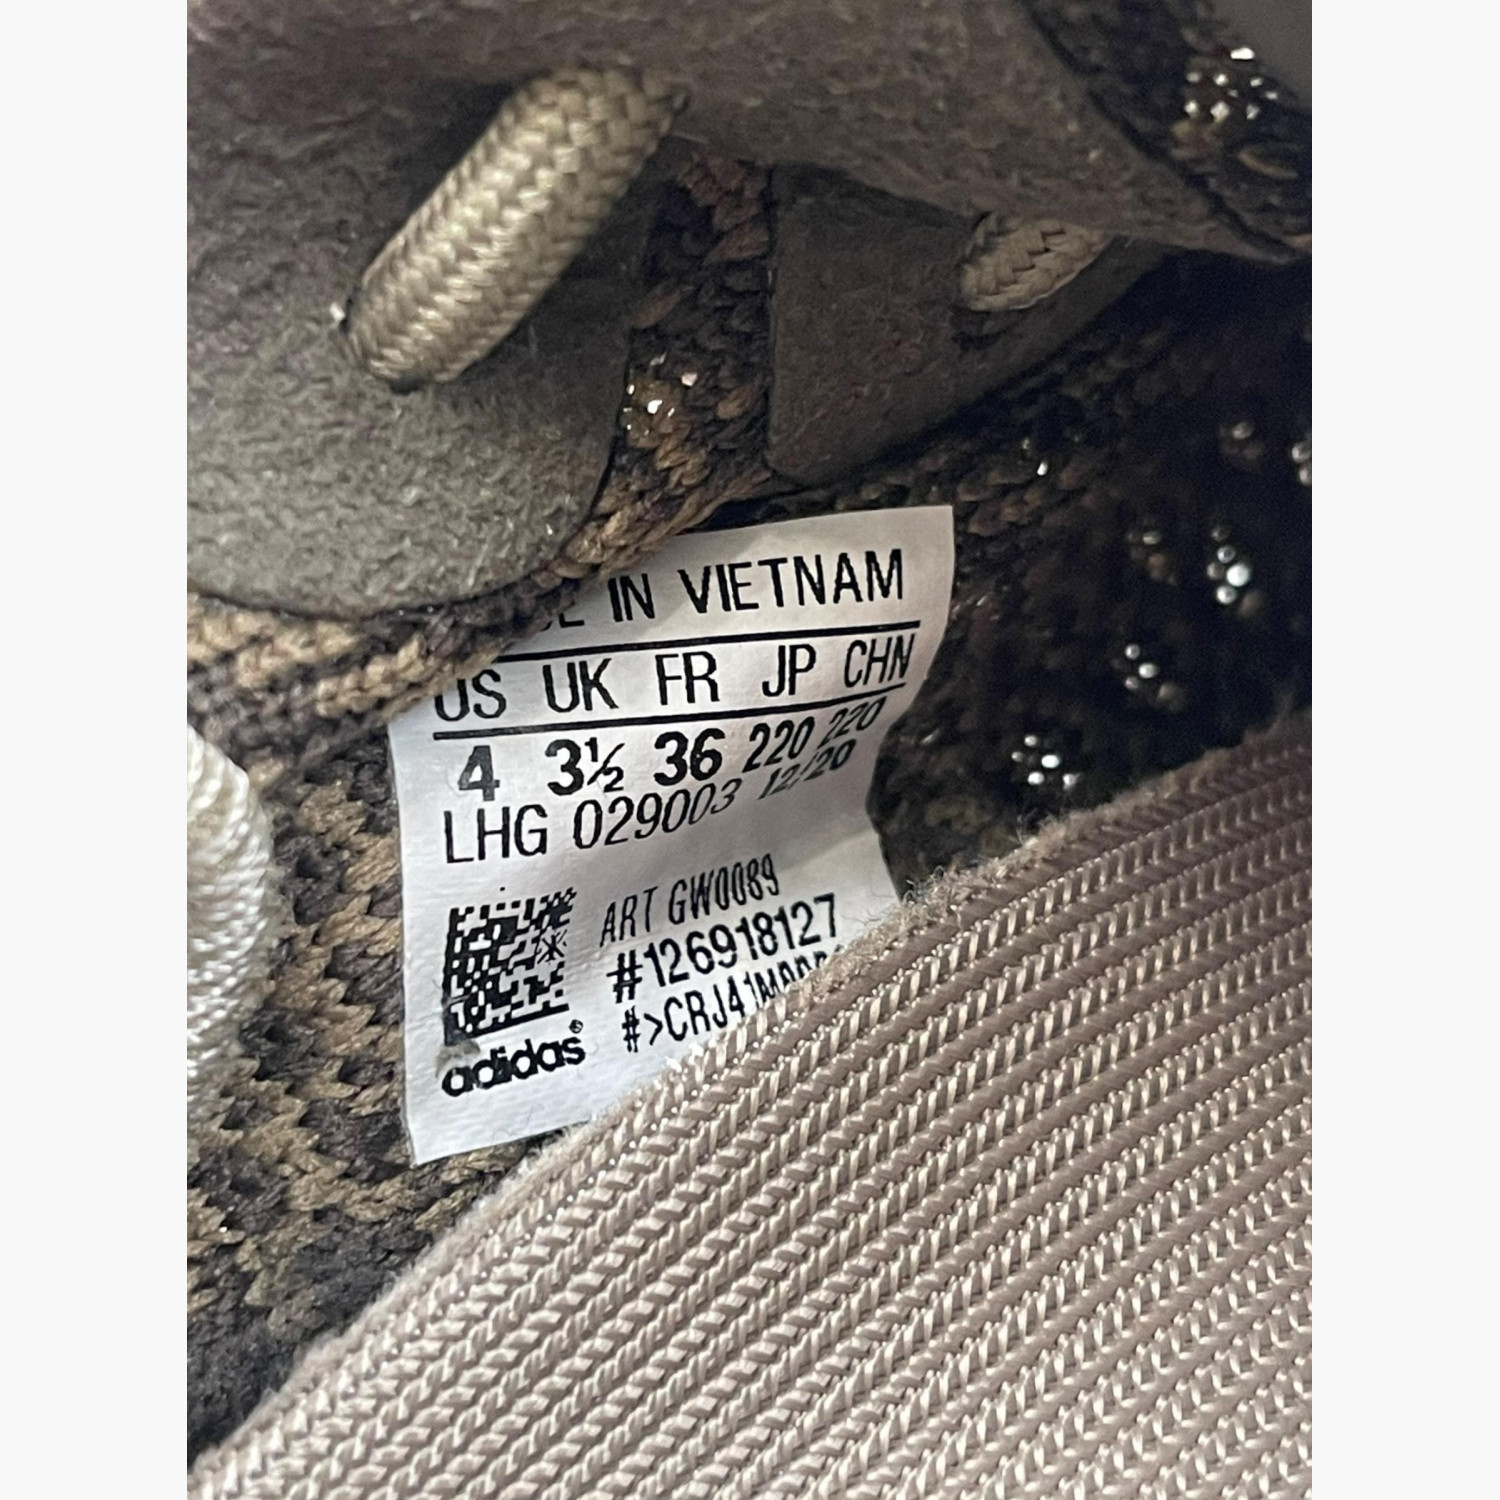 IN VIETNAM
US UK FR JP CHN
4 3½ 36 220 220
LHG 029003 12/20
ART GW0089
#126918127
adidas®